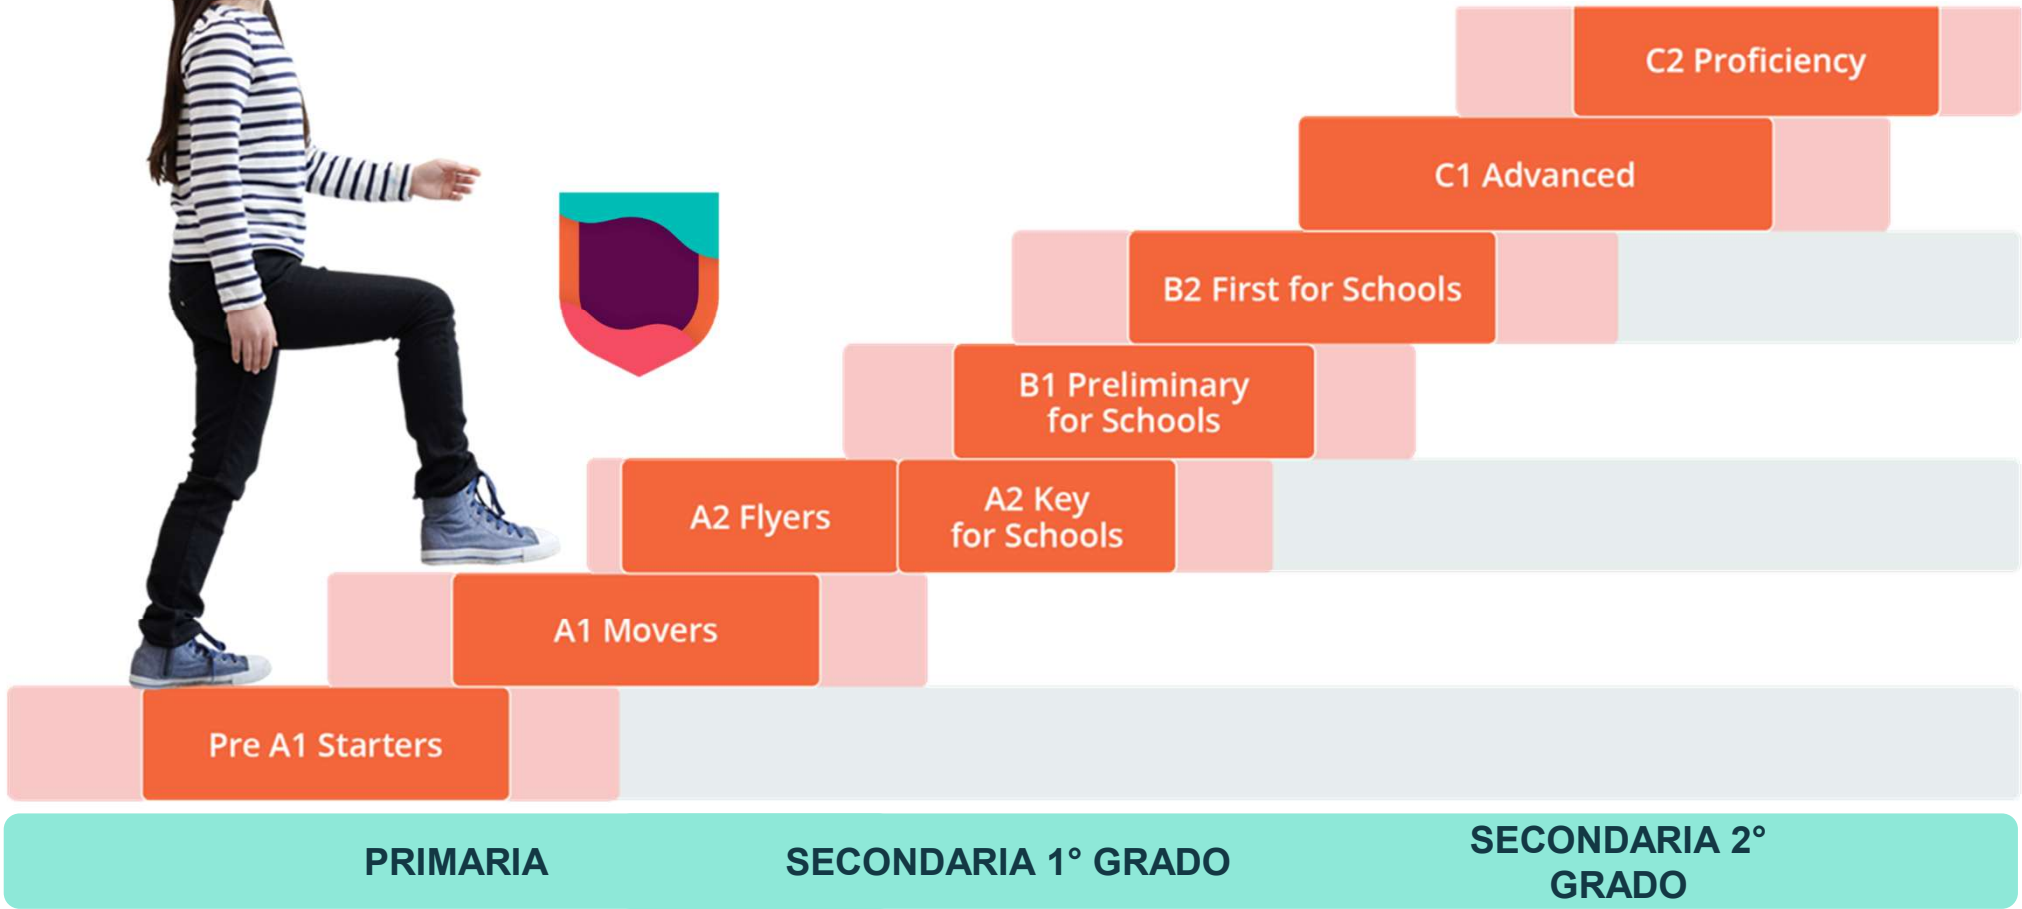 C2 Proficiency
C1 Advanced
B2 First for Schools
B1 Preliminary
for Schools
A2 Flyers
A2 Key
for Schools
A1 Movers
Pre A1 Starters
PRIMARIA
SECONDARIA 1° GRADO
SECONDARIA 2°
GRADO